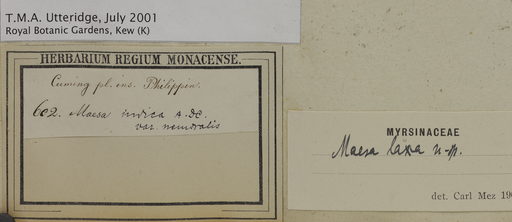 T.M.A. Utteridge, July 2001
Royal Botanic Gardens, Kew (K)
HERBARIUM REGIUM MONACENSE.
Cuming pl. ins. Philippin.
602. Maesa indica A. DC.
var. nemoralis
MYRSINACEAE
Maesa laxa n. sp.
det. Carl Mez 190